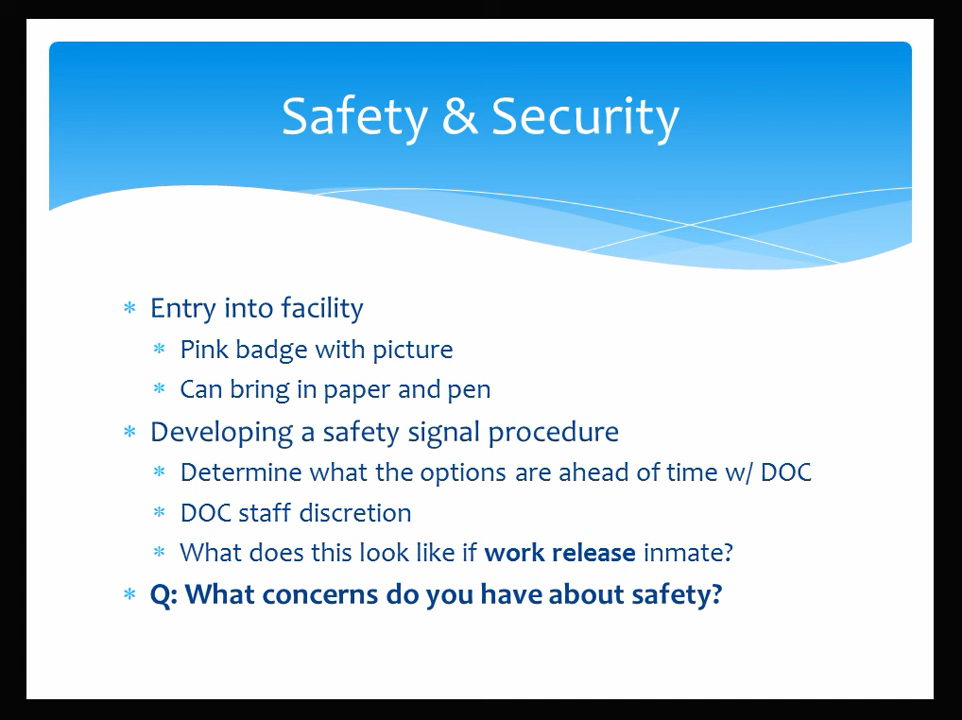 Safety & Security
* Entry into facility
* Pink badge with picture
* Can bring in paper and pen
* Developing a safety signal procedure
* Determine what the options are ahead of time w/ DOC
* DOC staff discretion
* What does this look like if work release inmate?
* Q: What concerns do you have about safety?